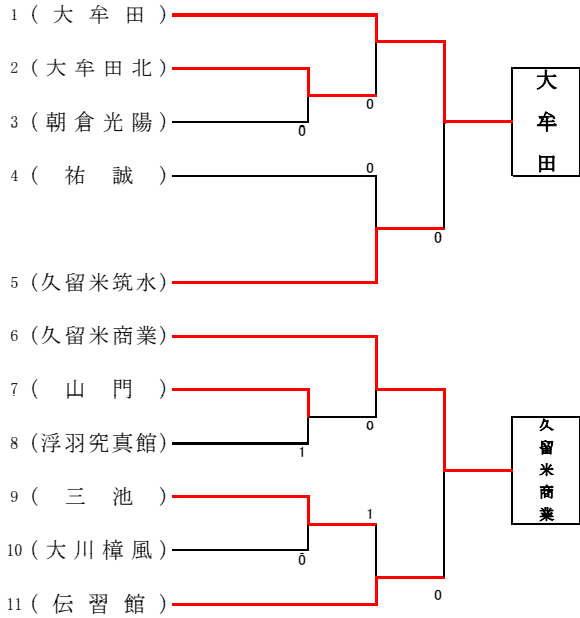 1 ( 大 牟 田 )
2 ( 大 牟 田 北 )
3 ( 朝 倉 光 陽 )
4 ( 祐 誠 )
5 (久 留 米 筑 水)
6 (久 留 米 商 業)
7 ( 山 門 )
8 (浮 羽 究 真 館)
9 ( 三 池 )
10 ( 大 川 樟 風 )
11 ( 伝 習 館 )
0
0
0
0
1
0
0
1
0
大
牟
田
久
留
米
商
業